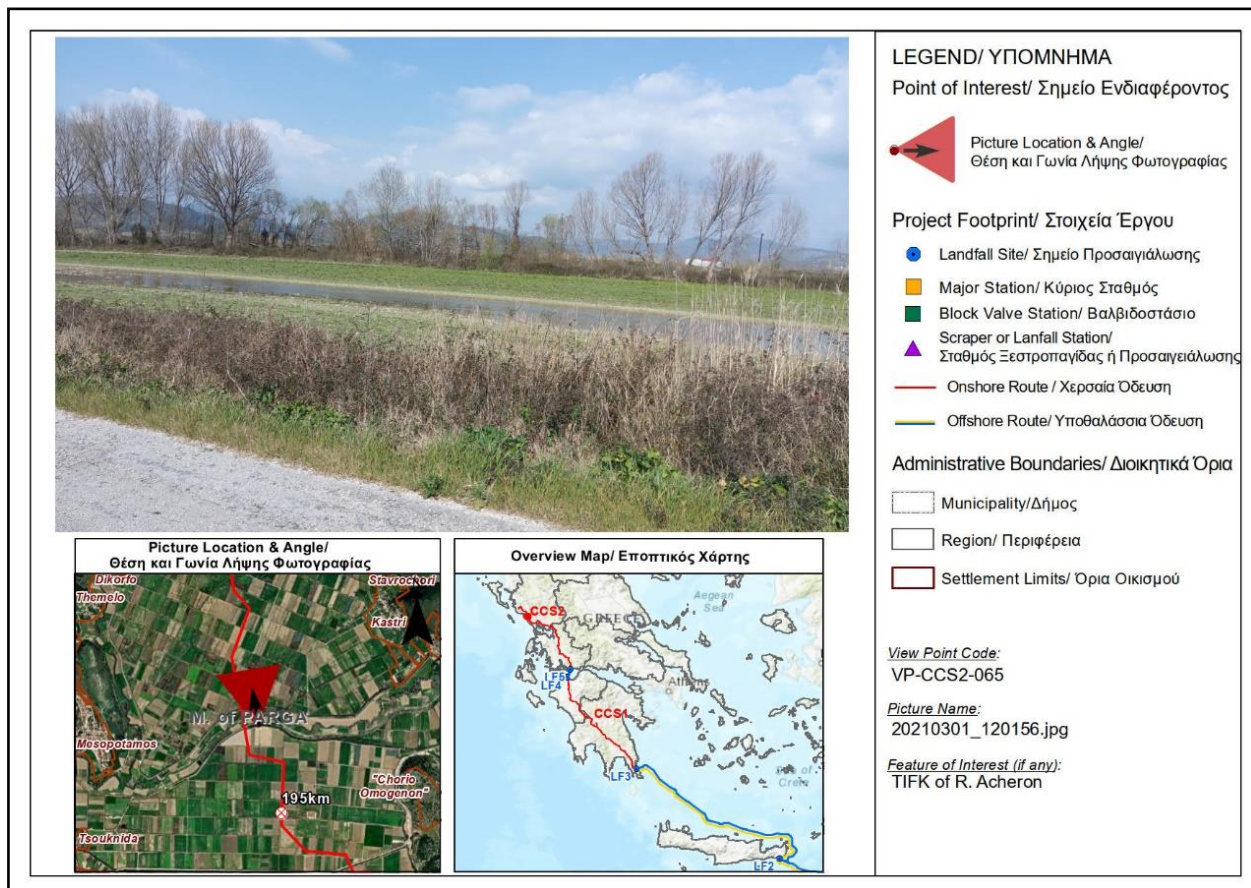 LEGEND/ ΥΠΟΜΝΗΜΑ
Point of Interest/ Σημείο Ενδιαφέροντος
Picture Location & Angle/
Θέση και Γωνία Λήψης Φωτογραφίας
Project Footprint/ Στοιχεία Έργου
Landfall Site/ Σημείο Προσαιγιάλωσης
Major Station/ Κύριος Σταθμός
Block Valve Station/ Βαλβιδοστάσιο
Scraper or Lanfall Station/
Σταθμός Ξεστροπαγίδας ή Προσαιγειάλωσης
Onshore Route / Χερσαία Όδευση
Offshore Route/ Υποθαλάσσια Όδευση
Administrative Boundaries/ Διοικητικά Όρια
Municipality/Δήμος
Region/ Περιφέρεια
Settlement Limits/ Όρια Οικισμού
View Point Code:
VP-CCS2-065
Picture Name:
20210301_120156.jpg
Feature of Interest (if any):
TIFK of R. Acheron
Picture Location & Angle/
Θέση και Γωνία Λήψης Φωτογραφίας
Dikorfo
Themelo
Stavrochori
Kastri
M. of PARGA
Mesopotamos
"Chorio
Omogenon"
195km
Tsouknida
Overview Map/ Εποπτικός Χάρτης
Aegean
Sea
CCS2
GREECE
LF5
LF4
Athens
CCS1
LF3
Sea of
Crete
LF2